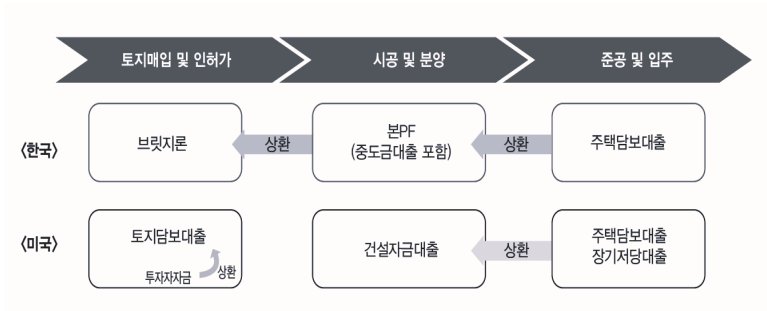 토지매입 및 인허가
시공 및 분양
준공 및 입주
<한국>
브릿지론
상환
본PF
(중도금대출 포함)
상환
주택담보대출
<미국>
토지담보대출
투자자자금
상환
건설자금대출
상환
주택담보대출
장기저당대출